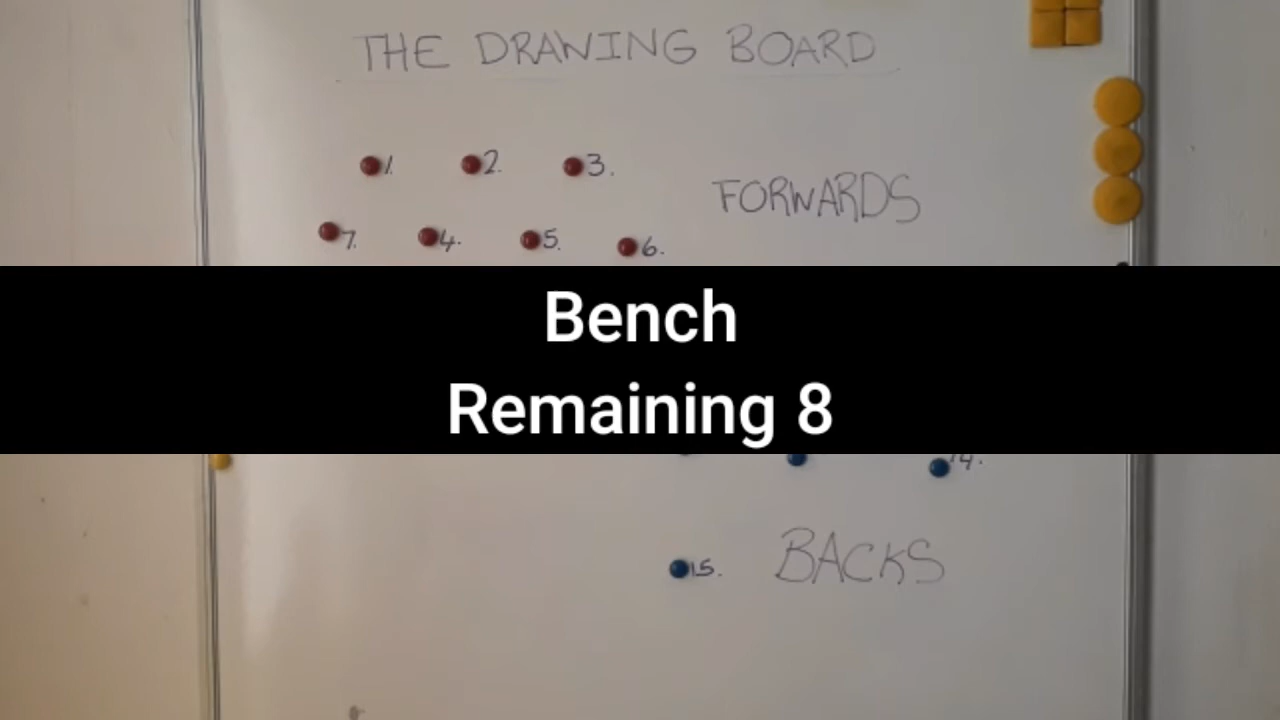 THE DRAWING BOARD
1. 2. 3.
FORWARDS
7. 4. 5. 6.
Bench
Remaining 8
14.
15. BACKS